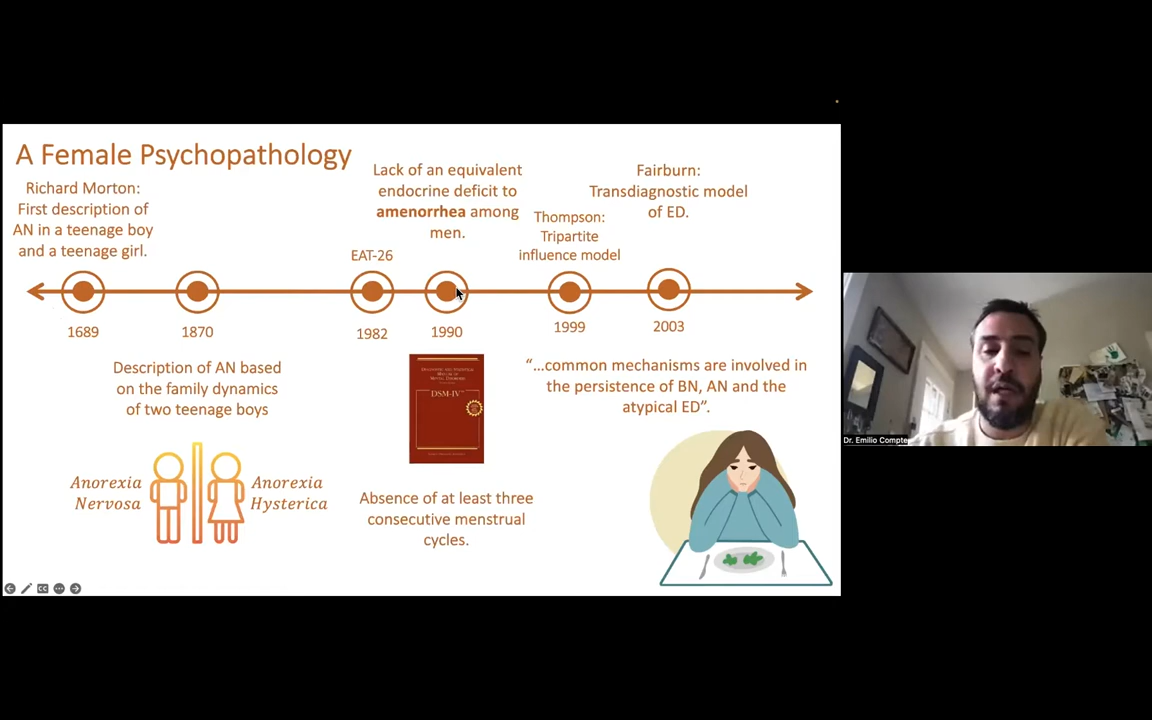 A Female Psychopathology
Richard Morton:
First description of
AN in a teenage boy
and a teenage girl.
Lack of an equivalent
endocrine deficit to
amenorrhea among
men.
EAT-26
Thompson:
Tripartite
influence model
Fairburn:
Transdiagnostic model
of ED.
1689
1870
1982
1990
1999
2003
Description of AN based
on the family dynamics
of two teenage boys
DSM-IV
“...common mechanisms are involved in
the persistence of BN, AN and the
atypical ED”.
Anorexia
Nervosa
Anorexia
Hysterica
Absence of at least three
consecutive menstrual
cycles.
Dr. Emilio Compte